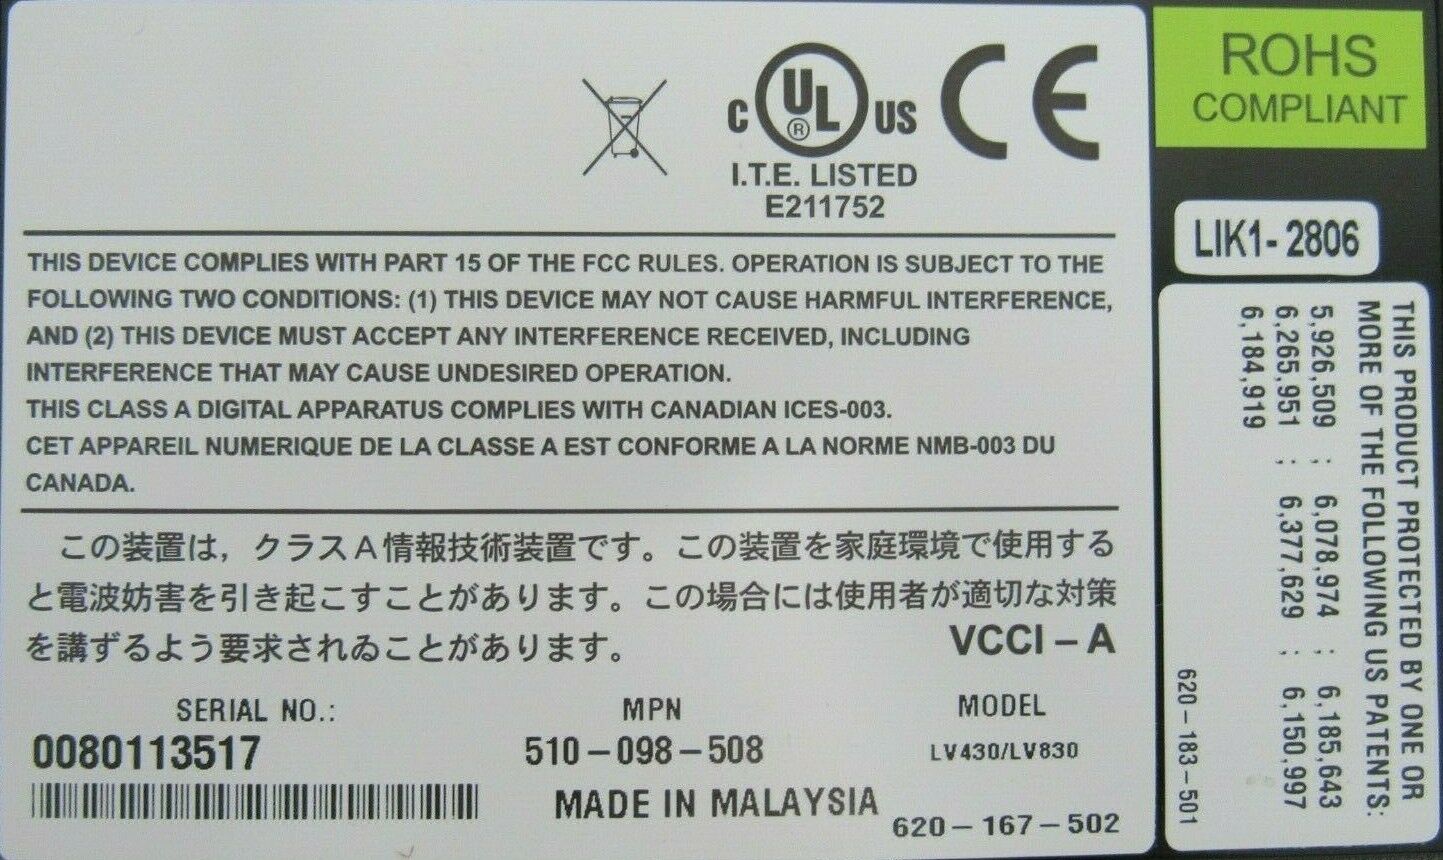 C UL ® US
CE
I.T.E. LISTED
E211752
THIS DEVICE COMPLIES WITH PART 15 OF THE FCC RULES. OPERATION IS SUBJECT TO THE
FOLLOWING TWO CONDITIONS: (1) THIS DEVICE MAY NOT CAUSE HARMFUL INTERFERENCE,
AND (2) THIS DEVICE MUST ACCEPT ANY INTERFERENCE RECEIVED, INCLUDING
INTERFERENCE THAT MAY CAUSE UNDESIRED OPERATION.
THIS CLASS A DIGITAL APPARATUS COMPLIES WITH CANADIAN ICES-003.
CET APPAREIL NUMERIQUE DE LA CLASSE A EST CONFORME A LA NORME NMB-003 DU
CANADA.
この装置は，クラスA情報技術装置です。この装置を家庭環境で使用する
と電波妨害を引き起こすことがあります。この場合には使用者が適切な対策
を講ずるよう要求されゐことがあります。
VCCI-A
SERIAL NO.:
0080113517
MPN
510-098-508
MODEL
LV430/LV830
MADE IN MALAYSIA
620-167-502
ROHS
COMPLIANT
LIK1-2806
THIS PRODUCT PROTECTED BY ONE OR
MORE OF THE FOLLOWING US PATENTS:
5,926,509 ; 6,078,974 ; 6,185,643
6,265,951 ; 6,377,629 ; 6,150,997
6,184,919
620-183-501